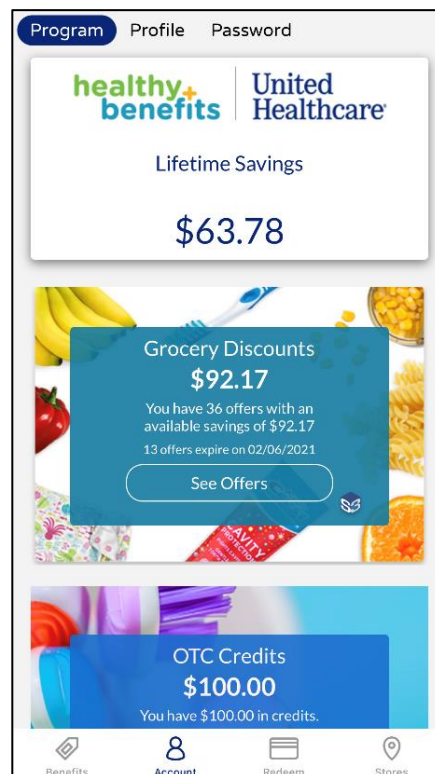 Program Profile Password
healthy+ benefits
United Healthcare
Lifetime Savings
$63.78
Grocery Discounts
$92.17
You have 36 offers with an
available savings of $92.17
13 offers expire on 02/06/2021
See Offers
CAVITY
PROTECTION
OTC Credits
$100.00
You have $100.00 in credits.
Benefits Account Redeem Stores